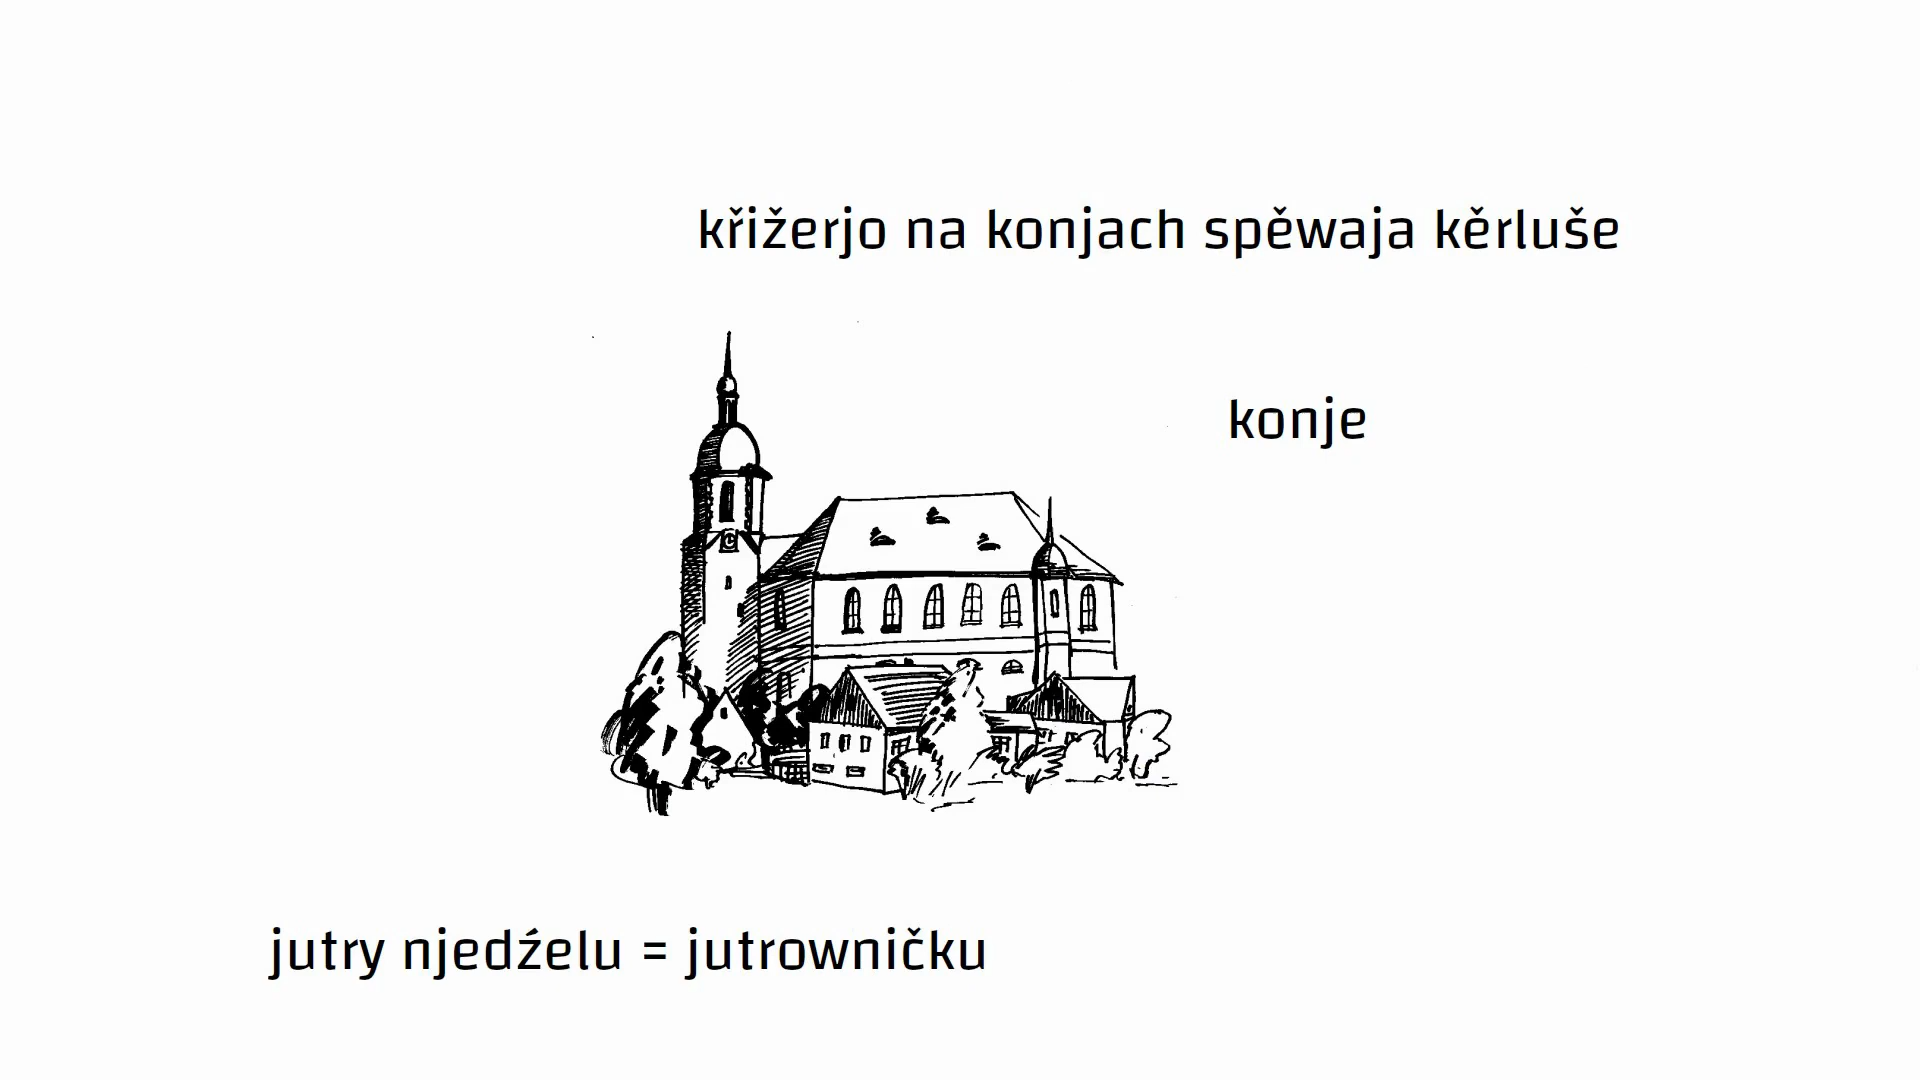 křižerjo na konjach spěwaja kěrluše
konje
jutry njedźelu = jutrowničku